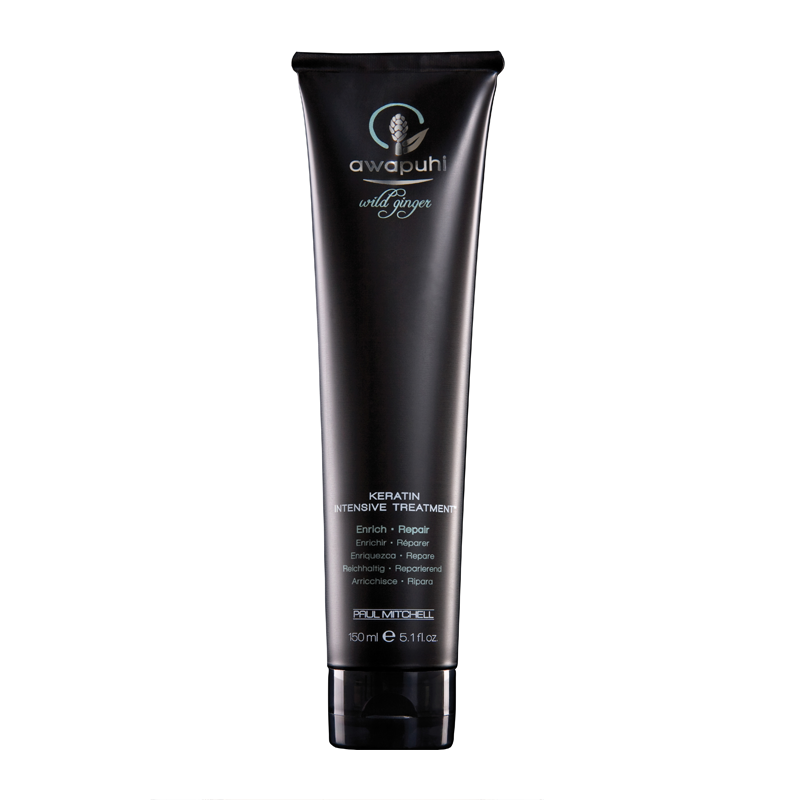 awapuhi
wild ginger
KERATIN
INTENSIVE TREATMENT™
Enrich • Repair
Enrichir • Réparer
Enriquezca • Repare
Reichhaltig • Reparierend
Arricchisce • Ripara
PAUL MITCHELL
150 ml ℮ 5.1 fl.oz.